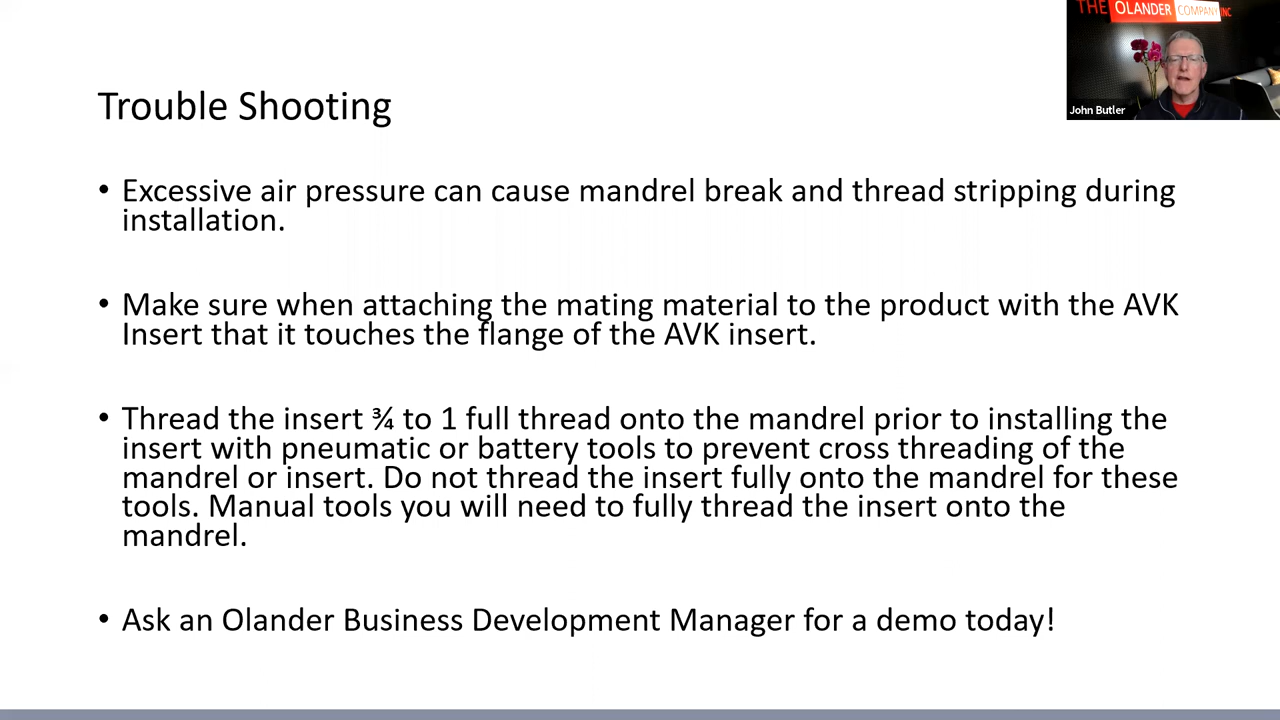 THE OLANDER COMPANY INC
John Butler
Trouble Shooting
• Excessive air pressure can cause mandrel break and thread stripping during
installation.
• Make sure when attaching the mating material to the product with the AVK
Insert that it touches the flange of the AVK insert.
• Thread the insert ¾ to 1 full thread onto the mandrel prior to installing the
insert with pneumatic or battery tools to prevent cross threading of the
mandrel or insert. Do not thread the insert fully onto the mandrel for these
tools. Manual tools you will need to fully thread the insert onto the
mandrel.
• Ask an Olander Business Development Manager for a demo today!